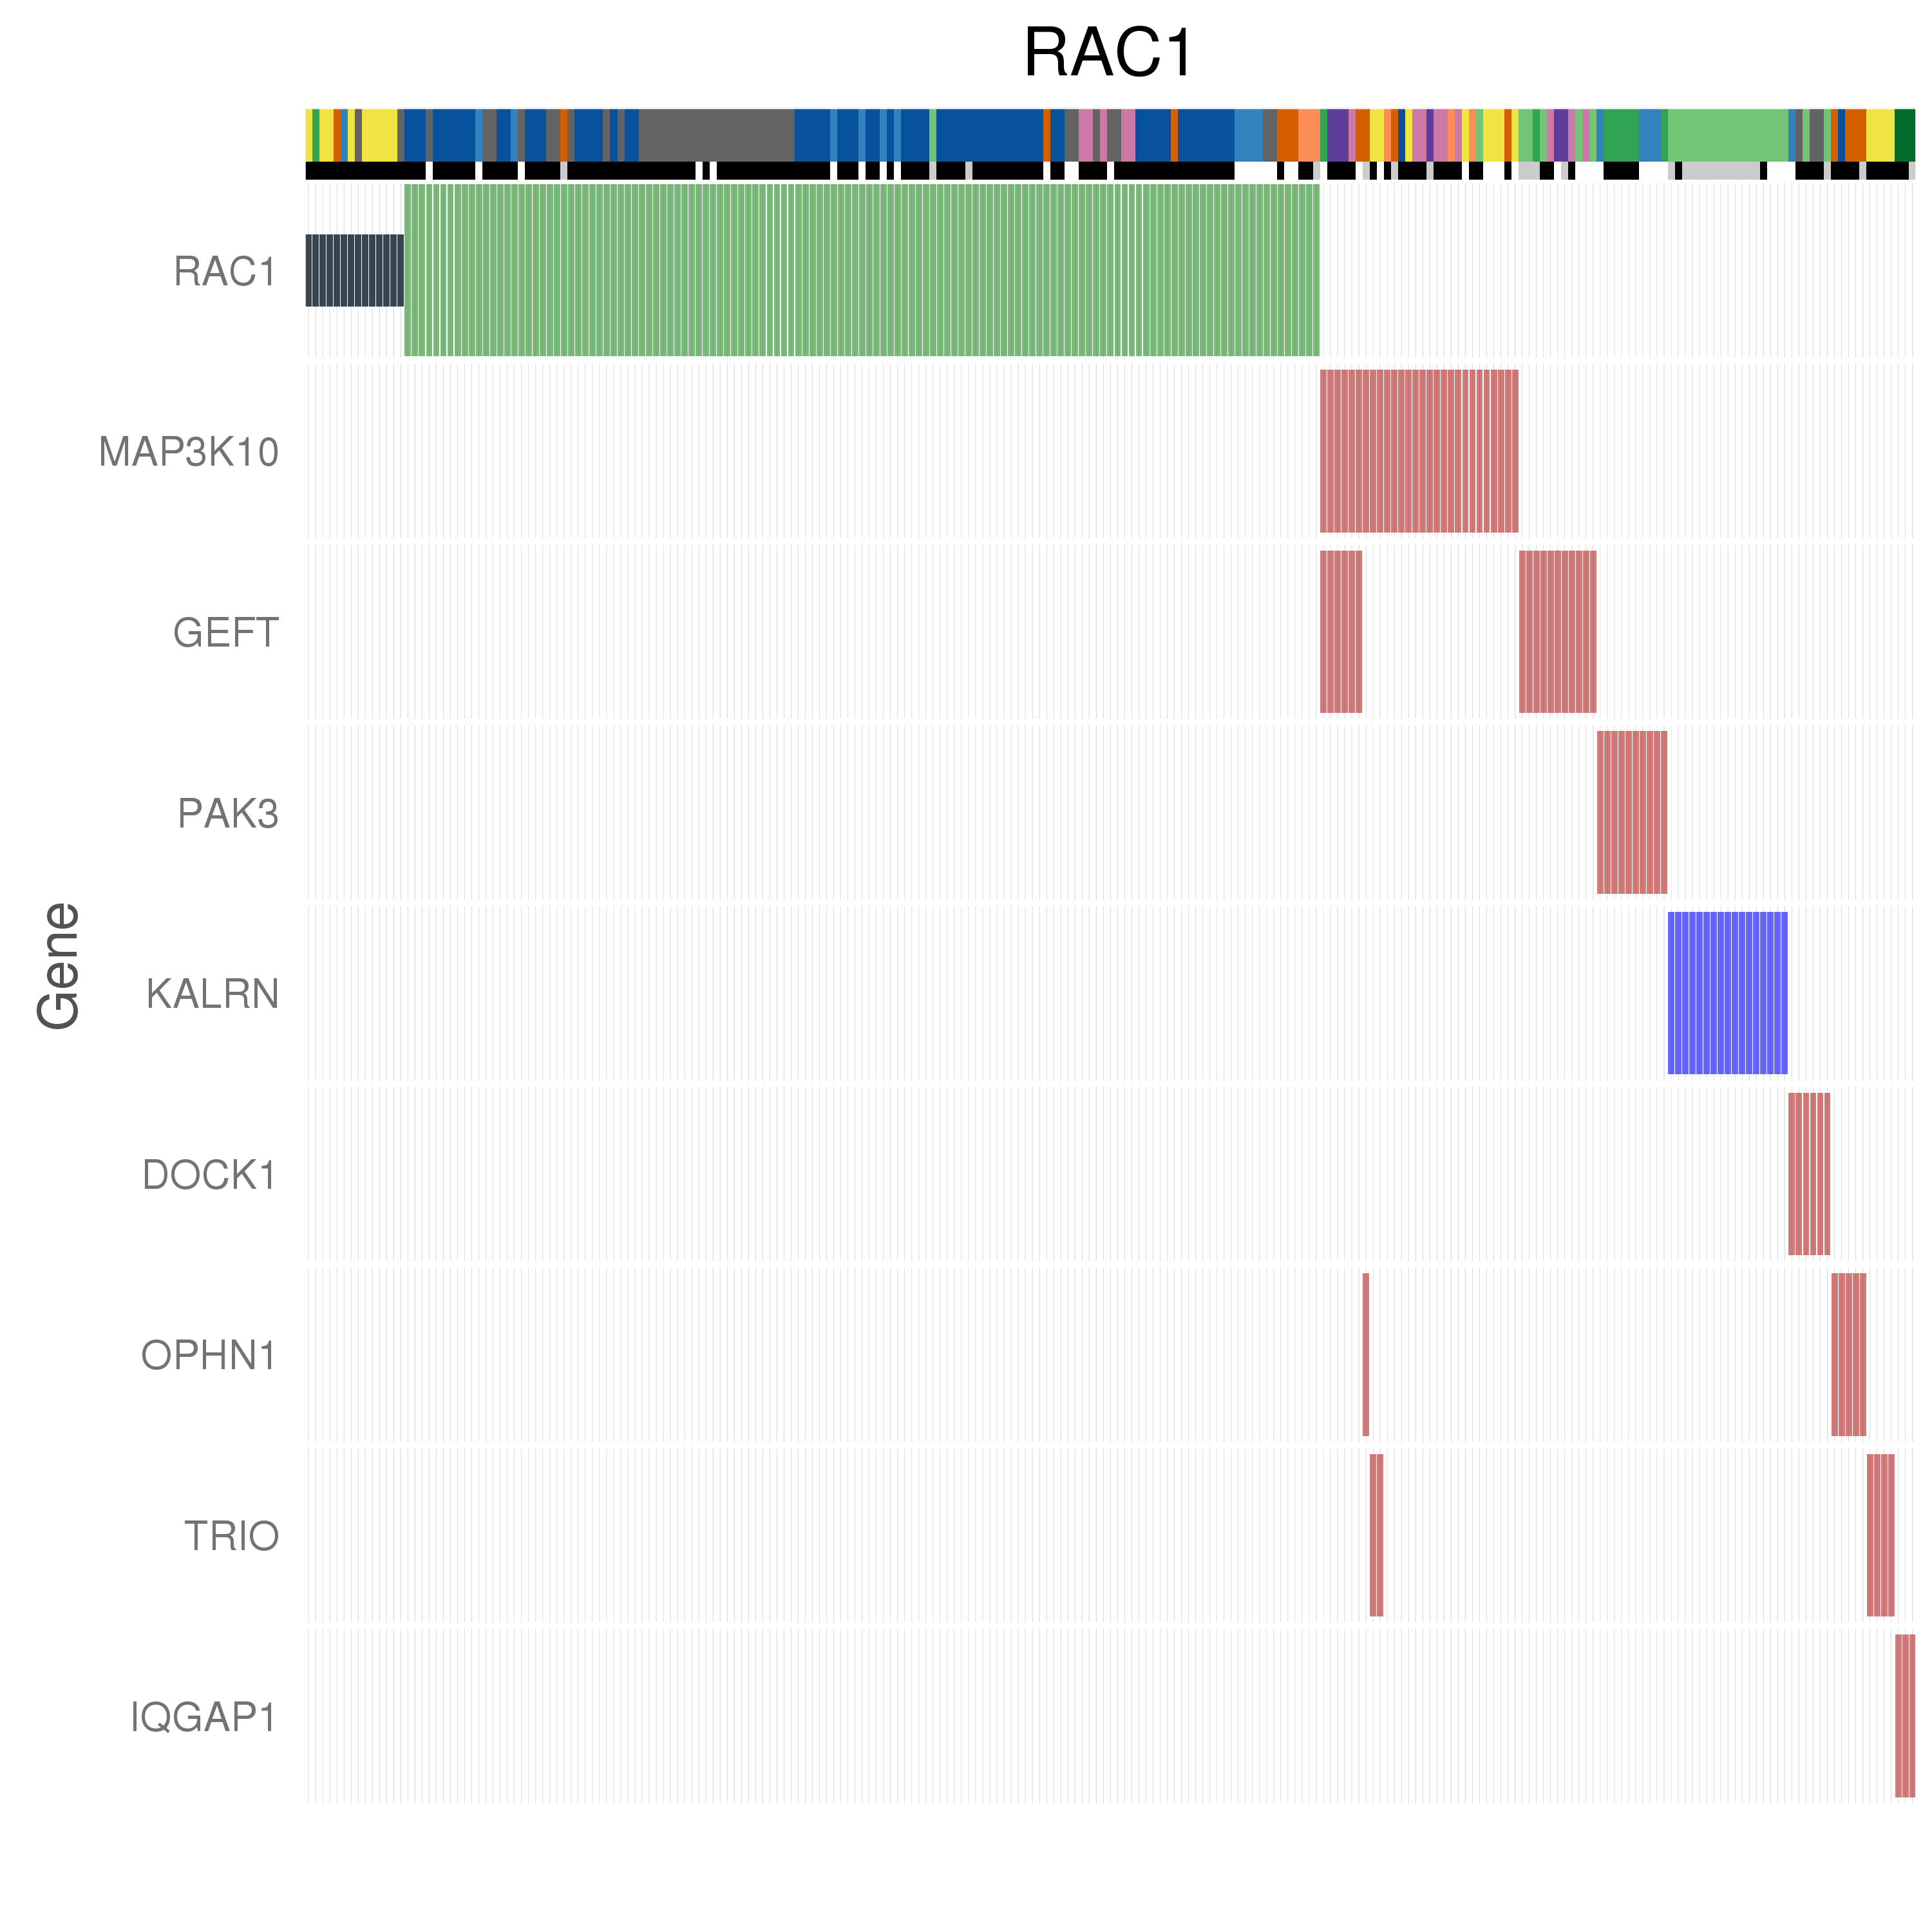 RAC1
RAC1
MAP3K10
GEFT
PAK3
KALRN
DOCK1
OPHN1
TRIO
IQGAP1
Gene